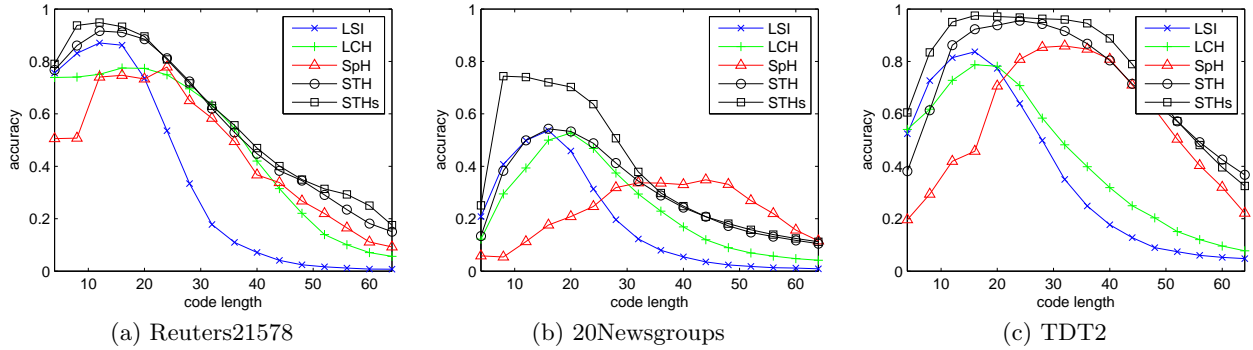 1
0.8
0.6
0.4
0.2
0
accuracy
10 20 30 40 50 60
code length
LSI
LCH
SpH
STH
STHs
(a) Reuters21578
1
0.8
0.6
0.4
0.2
0
accuracy
10 20 30 40 50 60
code length
LSI
LCH
SpH
STH
STHs
(b) 20Newsgroups
1
0.8
0.6
0.4
0.2
0
accuracy
10 20 30 40 50 60
code length
LSI
LCH
SpH
STH
STHs
(c) TDT2